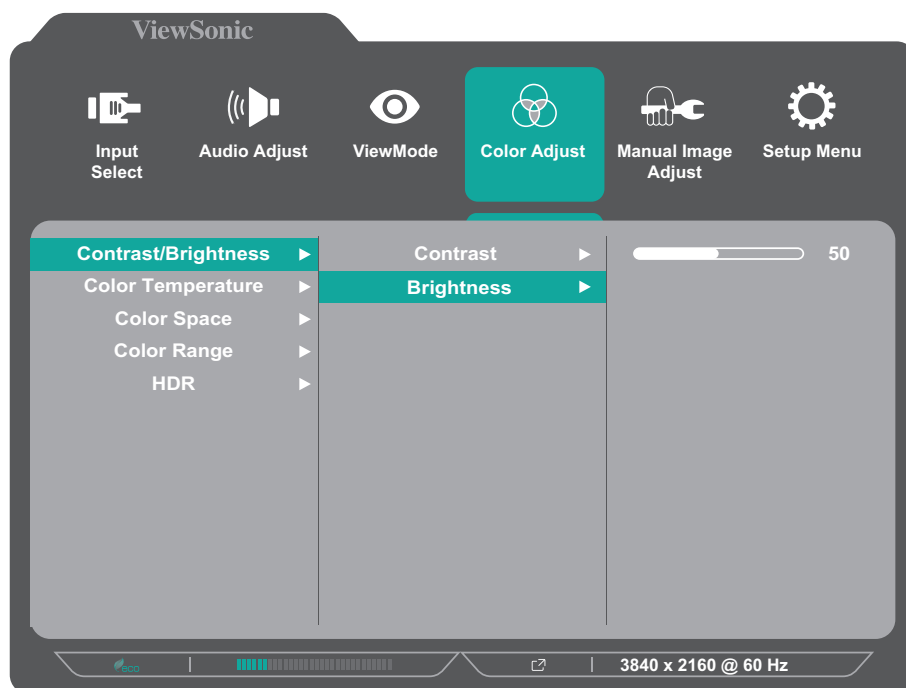 ViewSonic
Input Select
Audio Adjust
ViewMode
Color Adjust
Manual Image Adjust
Setup Menu
Contrast/Brightness
Color Temperature
Color Space
Color Range
HDR
Contrast
Brightness
50
eco
3840 x 2160 @ 60 Hz